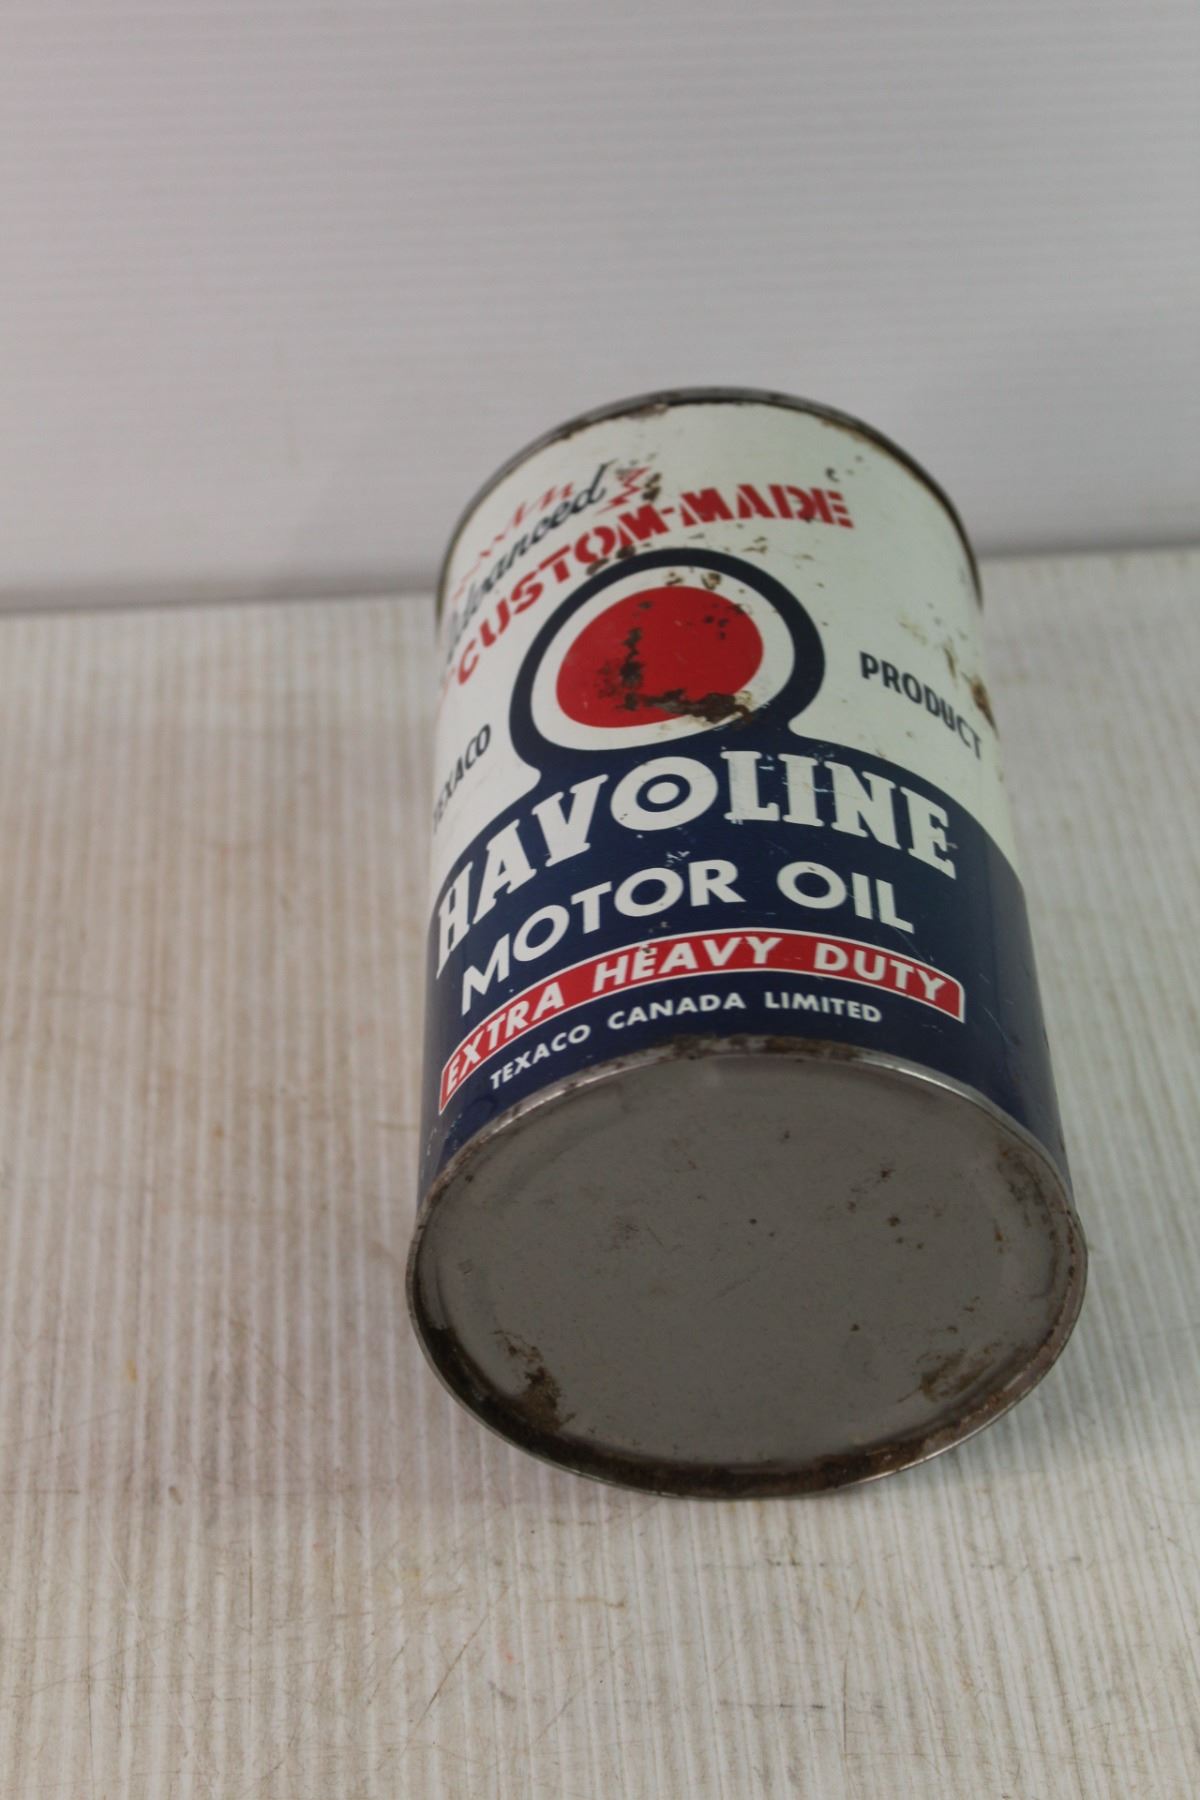 Advanced
CUSTOM-MADE
TEXACO PRODUCT
HAVOLINE
MOTOR OIL
EXTRA HEAVY DUTY
TEXACO CANADA LIMITED